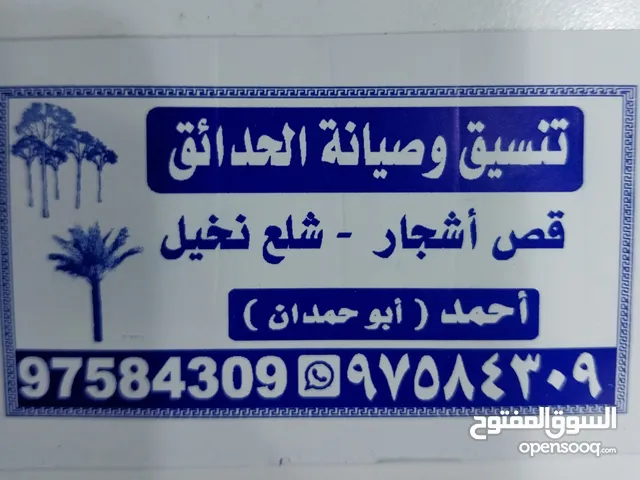 تنسيق وصيانة الحدائق
قص أشجار - شلع نخيل
أحمد ( أبو حمدان )
97584309 ٩٧٥٨٤٣٠٩
السوق المفتوح
opensooq.com